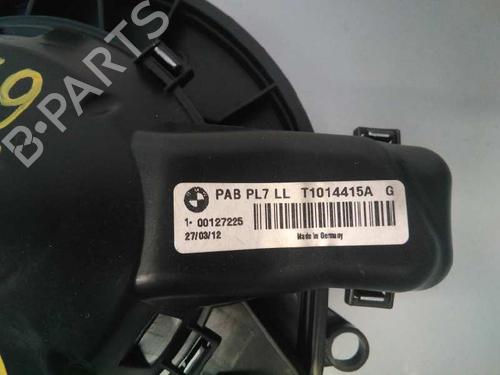 B-PARTS
PAB PL7 LL T1014415A G
1- 00127225
27/03/12 Made in Germany